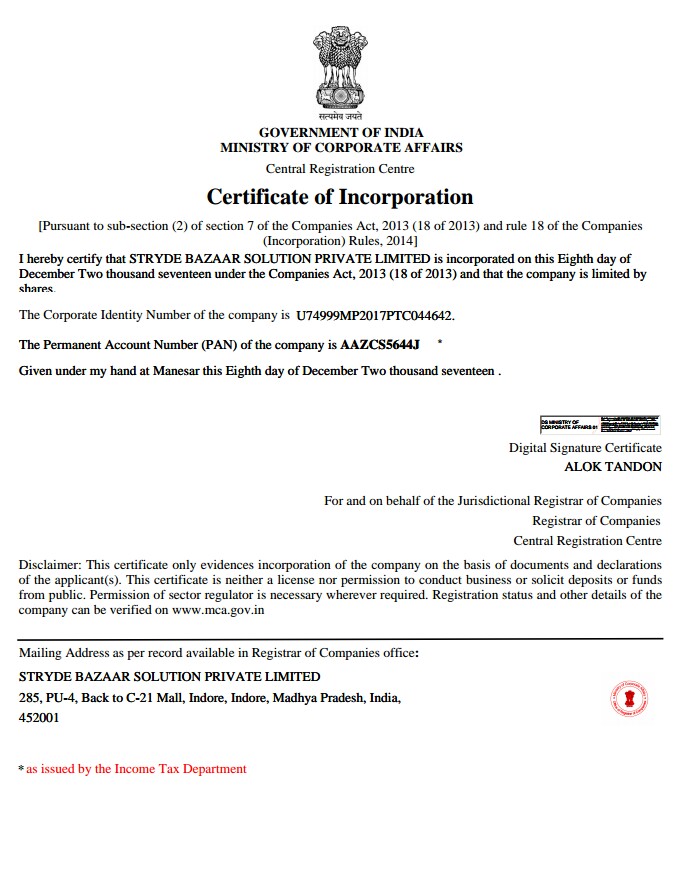 सत्यमेव जयते
GOVERNMENT OF INDIA
MINISTRY OF CORPORATE AFFAIRS
Central Registration Centre
Certificate of Incorporation
[Pursuant to sub-section (2) of section 7 of the Companies Act, 2013 (18 of 2013) and rule 18 of the Companies
(Incorporation) Rules, 2014]
I hereby certify that STRYDE BAZAAR SOLUTION PRIVATE LIMITED is incorporated on this Eighth day of
December Two thousand seventeen under the Companies Act, 2013 (18 of 2013) and that the company is limited by
shares.
The Corporate Identity Number of the company is U74999MP2017PTC044642.
The Permanent Account Number (PAN) of the company is AAZCS5644J *
Given under my hand at Manesar this Eighth day of December Two thousand seventeen .
DS MINISTRY OF
CORPORATE AFFAIRS 01
Digital Signature Certificate
ALOK TANDON
For and on behalf of the Jurisdictional Registrar of Companies
Registrar of Companies
Central Registration Centre
Disclaimer: This certificate only evidences incorporation of the company on the basis of documents and declarations
of the applicant(s). This certificate is neither a license nor permission to conduct business or solicit deposits or funds
from public. Permission of sector regulator is necessary wherever required. Registration status and other details of the
company can be verified on www.mca.gov.in
Mailing Address as per record available in Registrar of Companies office:
STRYDE BAZAAR SOLUTION PRIVATE LIMITED
285, PU-4, Back to C-21 Mall, Indore, Indore, Madhya Pradesh, India,
452001
* as issued by the Income Tax Department